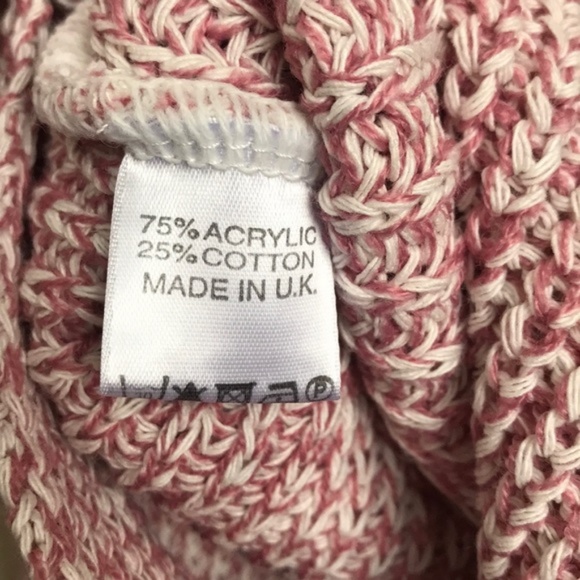 75% ACRYLIC
25% COTTON
MADE IN U.K.
P